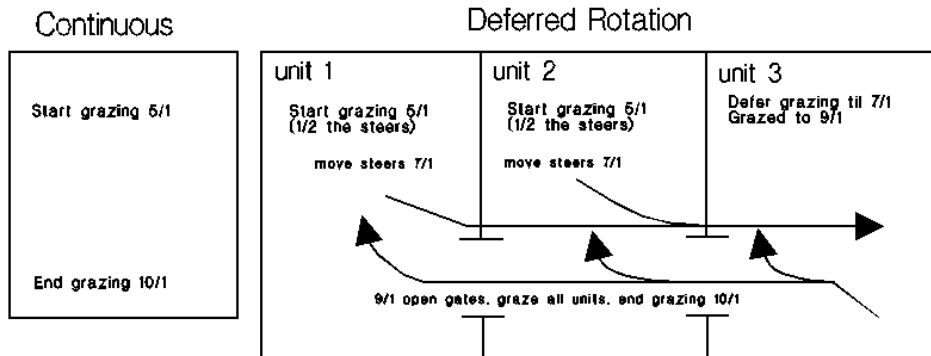 Continuous
Start grazing 5/1
End grazing 10/1
Deferred Rotation
unit 1
Start grazing 5/1
(1/2 the steers)
move steers 7/1
unit 2
Start grazing 5/1
(1/2 the steers)
move steers 7/1
unit 3
Defer grazing til 7/1
Grazed to 9/1
9/1 open gates, graze all units, end grazing 10/1